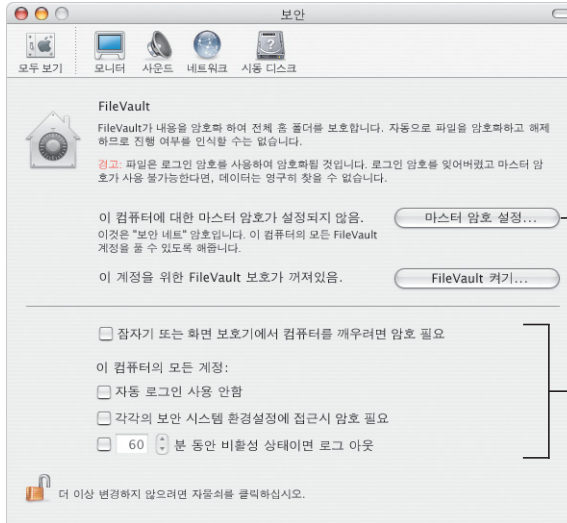 보안
모두 보기
모니터
사운드
네트워크
시동 디스크
FileVault
FileVault가 내용을 암호화 하여 전체 홈 폴더를 보호합니다. 자동으로 파일을 암호화하고 해제
하므로 진행 여부를 인식할 수는 없습니다.
경고: 파일은 로그인 암호를 사용하여 암호화될 것입니다. 로그인 암호를 잊어버렸고 마스터 암
호가 사용 불가능한다면, 데이터는 영구히 찾을 수 없습니다.
이 컴퓨터에 대한 마스터 암호가 설정되지 않음.
마스터 암호 설정...
이것은 "보안 네트" 암호입니다. 이 컴퓨터의 모든 FileVault
계정을 풀 수 있도록 해줍니다.
이 계정을 위한 FileVault 보호가 꺼져있음.
FileVault 켜기...
잠자기 또는 화면 보호기에서 컴퓨터를 깨우려면 암호 필요
이 컴퓨터의 모든 계정:
자동 로그인 사용 안함
각각의 보안 시스템 환경설정에 접근시 암호 필요
60 분 동안 비활성 상태이면 로그 아웃
더 이상 변경하지 않으려면 자물쇠를 클릭하십시오.